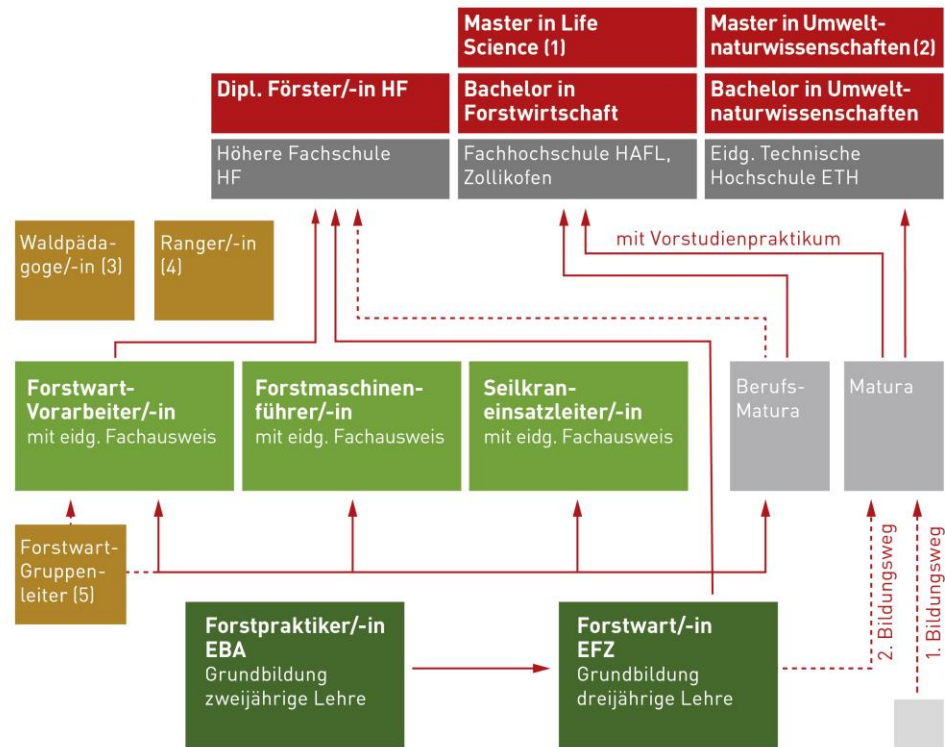 Master in Life
Science (1)
Master in Umwelt-
naturwissenschaften (2)
Dipl. Förster/-in HF
Bachelor in
Forstwirtschaft
Bachelor in Umwelt-
naturwissenschaften
Höhere Fachschule
HF
Fachhochschule HAFL,
Zollikofen
Eidg. Technische
Hochschule ETH
Waldpäda-
goge/-in (3)
Ranger/-in
(4)
mit Vorstudienpraktikum
Forstwart-
Vorarbeiter/-in
mit eidg. Fachausweis
Forstmaschinen-
führer/-in
mit eidg. Fachausweis
Seilkran-
einsatzleiter/-in
mit eidg. Fachausweis
Berufs-
Matura
Matura
Forstwart-
Gruppen-
leiter (5)
2. Bildungsweg
1. Bildungsweg
Forstpraktiker/-in
EBA
Grundbildung
zweijährige Lehre
Forstwart/-in
EFZ
Grundbildung
dreijährige Lehre